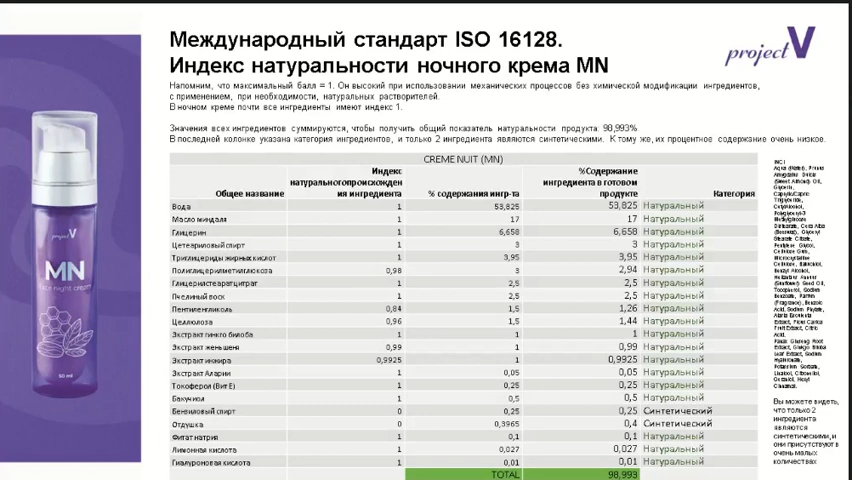 Международный стандарт ISO 16128.
Индекс натуральности ночного крема MN
project V
Напомним, что максимальный балл = 1. Он высокий при использовании механических процессов без химической модификации ингредиентов,
с применением, при необходимости, натуральных растворителей.
В ночном креме почти все ингредиенты имеют индекс 1.
Значения всех ингредиентов суммируются, чтобы получить общий показатель натуральности продукта: 98,993%.
В последней колонке указана категория ингредиентов, и только 2 ингредиента являются синтетическими. К тому же, их процентное содержание очень низкое.
project V
MN
face night cream
50 ml
CREME NUIT (MN)
Общее название Индекс натуральногопроисхожден ия ингредиента % содержания ингр-та %Содержание ингредиента в готовом продукте Категория
Вода 1 53,825 53,825 Натуральный
Масло миндаля 1 17 17 Натуральный
Глицерин 1 6,658 6,658 Натуральный
Цетеариловый спирт 1 3 3 Натуральный
Триглицериды жирных кислот 1 3,95 3,95 Натуральный
Полиглицерилметилглюкоза 0,98 3 2,94 Натуральный
Глицерилстеаратцитрат 1 2,5 2,5 Натуральный
Пчелиный воск 1 2,5 2,5 Натуральный
Пентиленгликоль 0,84 1,5 1,26 Натуральный
Целлюлоза 0,96 1,5 1,44 Натуральный
Экстракт гинкго билоба 1 1 1 Натуральный
Экстракт женьшеня 0,99 1 0,99 Натуральный
Экстракт инжира 0,9925 1 0,9925 Натуральный
Экстракт Аларии 1 0,05 0,05 Натуральный
Токоферол (Вит Е) 1 0,25 0,25 Натуральный
Бакучиол 1 0,5 0,5 Натуральный
Бензиловый спирт 0 0,25 0,25 Синтетический
Отдушка 0 0,3965 0,4 Синтетический
Фитат натрия 1 0,1 0,1 Натуральный
Лимонная кислота 1 0,027 0,027 Натуральный
Гиалуроновая кислота 1 0,01 0,01 Натуральный
TOTAL 98,993
INCI
Вы можете видеть,
что только 2
ингредиента
являются
синтетическими, и
они присутствуют в
очень малых
количествах